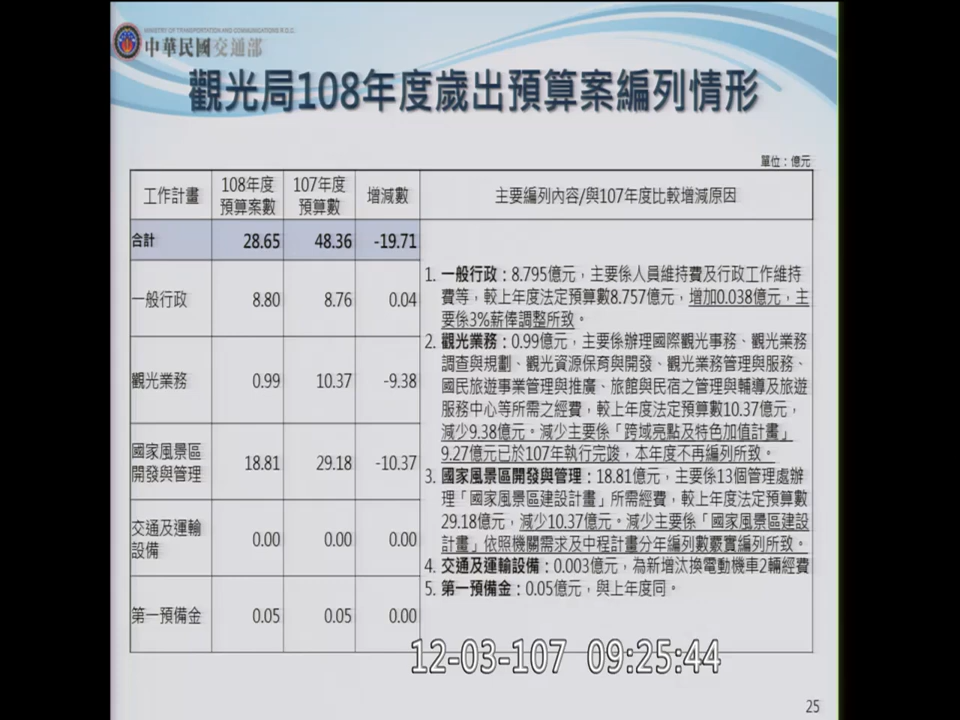 MINISTRY OF TRANSPORTATION AND COMMUNICATIONS R.O.C.
中華民國交通部
觀光局108年度歲出預算案編列情形
單位：億元
工作計畫 108年度預算案數 107年度預算數 增減數 主要編列內容/與107年度比較增減原因
合計 28.65 48.36 -19.71
一般行政 8.80 8.76 0.04
觀光業務 0.99 10.37 -9.38
國家風景區開發與管理 18.81 29.18 -10.37
交通及運輸設備 0.00 0.00 0.00
第一預備金 0.05 0.05 0.00
1. 一般行政：8.795億元，主要係人員維持費及行政工作維持
費等，較上年度法定預算數8.757億元，增加0.038億元，主
要係3%薪俸調整所致。
2. 觀光業務：0.99億元，主要係辦理國際觀光事務、觀光業務
調查與規劃、觀光資源保育與開發、觀光業務管理與服務、
國民旅遊事業管理與推廣、旅館與民宿之管理與輔導及旅遊
服務中心等所需之經費，較上年度法定預算數10.37億元，
減少9.38億元。減少主要係「跨域亮點及特色加值計畫」
9.27億元已於107年執行完竣，本年度不再編列所致。
3. 國家風景區開發與管理：18.81億元，主要係13個管理處辦
理「國家風景區建設計畫」所需經費，較上年度法定預算數
29.18億元，減少10.37億元。減少主要係「國家風景區建設
計畫」依照機關需求及中程計畫分年編列數覈實編列所致。
4. 交通及運輸設備：0.003億元，為新增汰換電動機車2輛經費
5. 第一預備金：0.05億元，與上年度同。
12-03-107 09:25:44
25